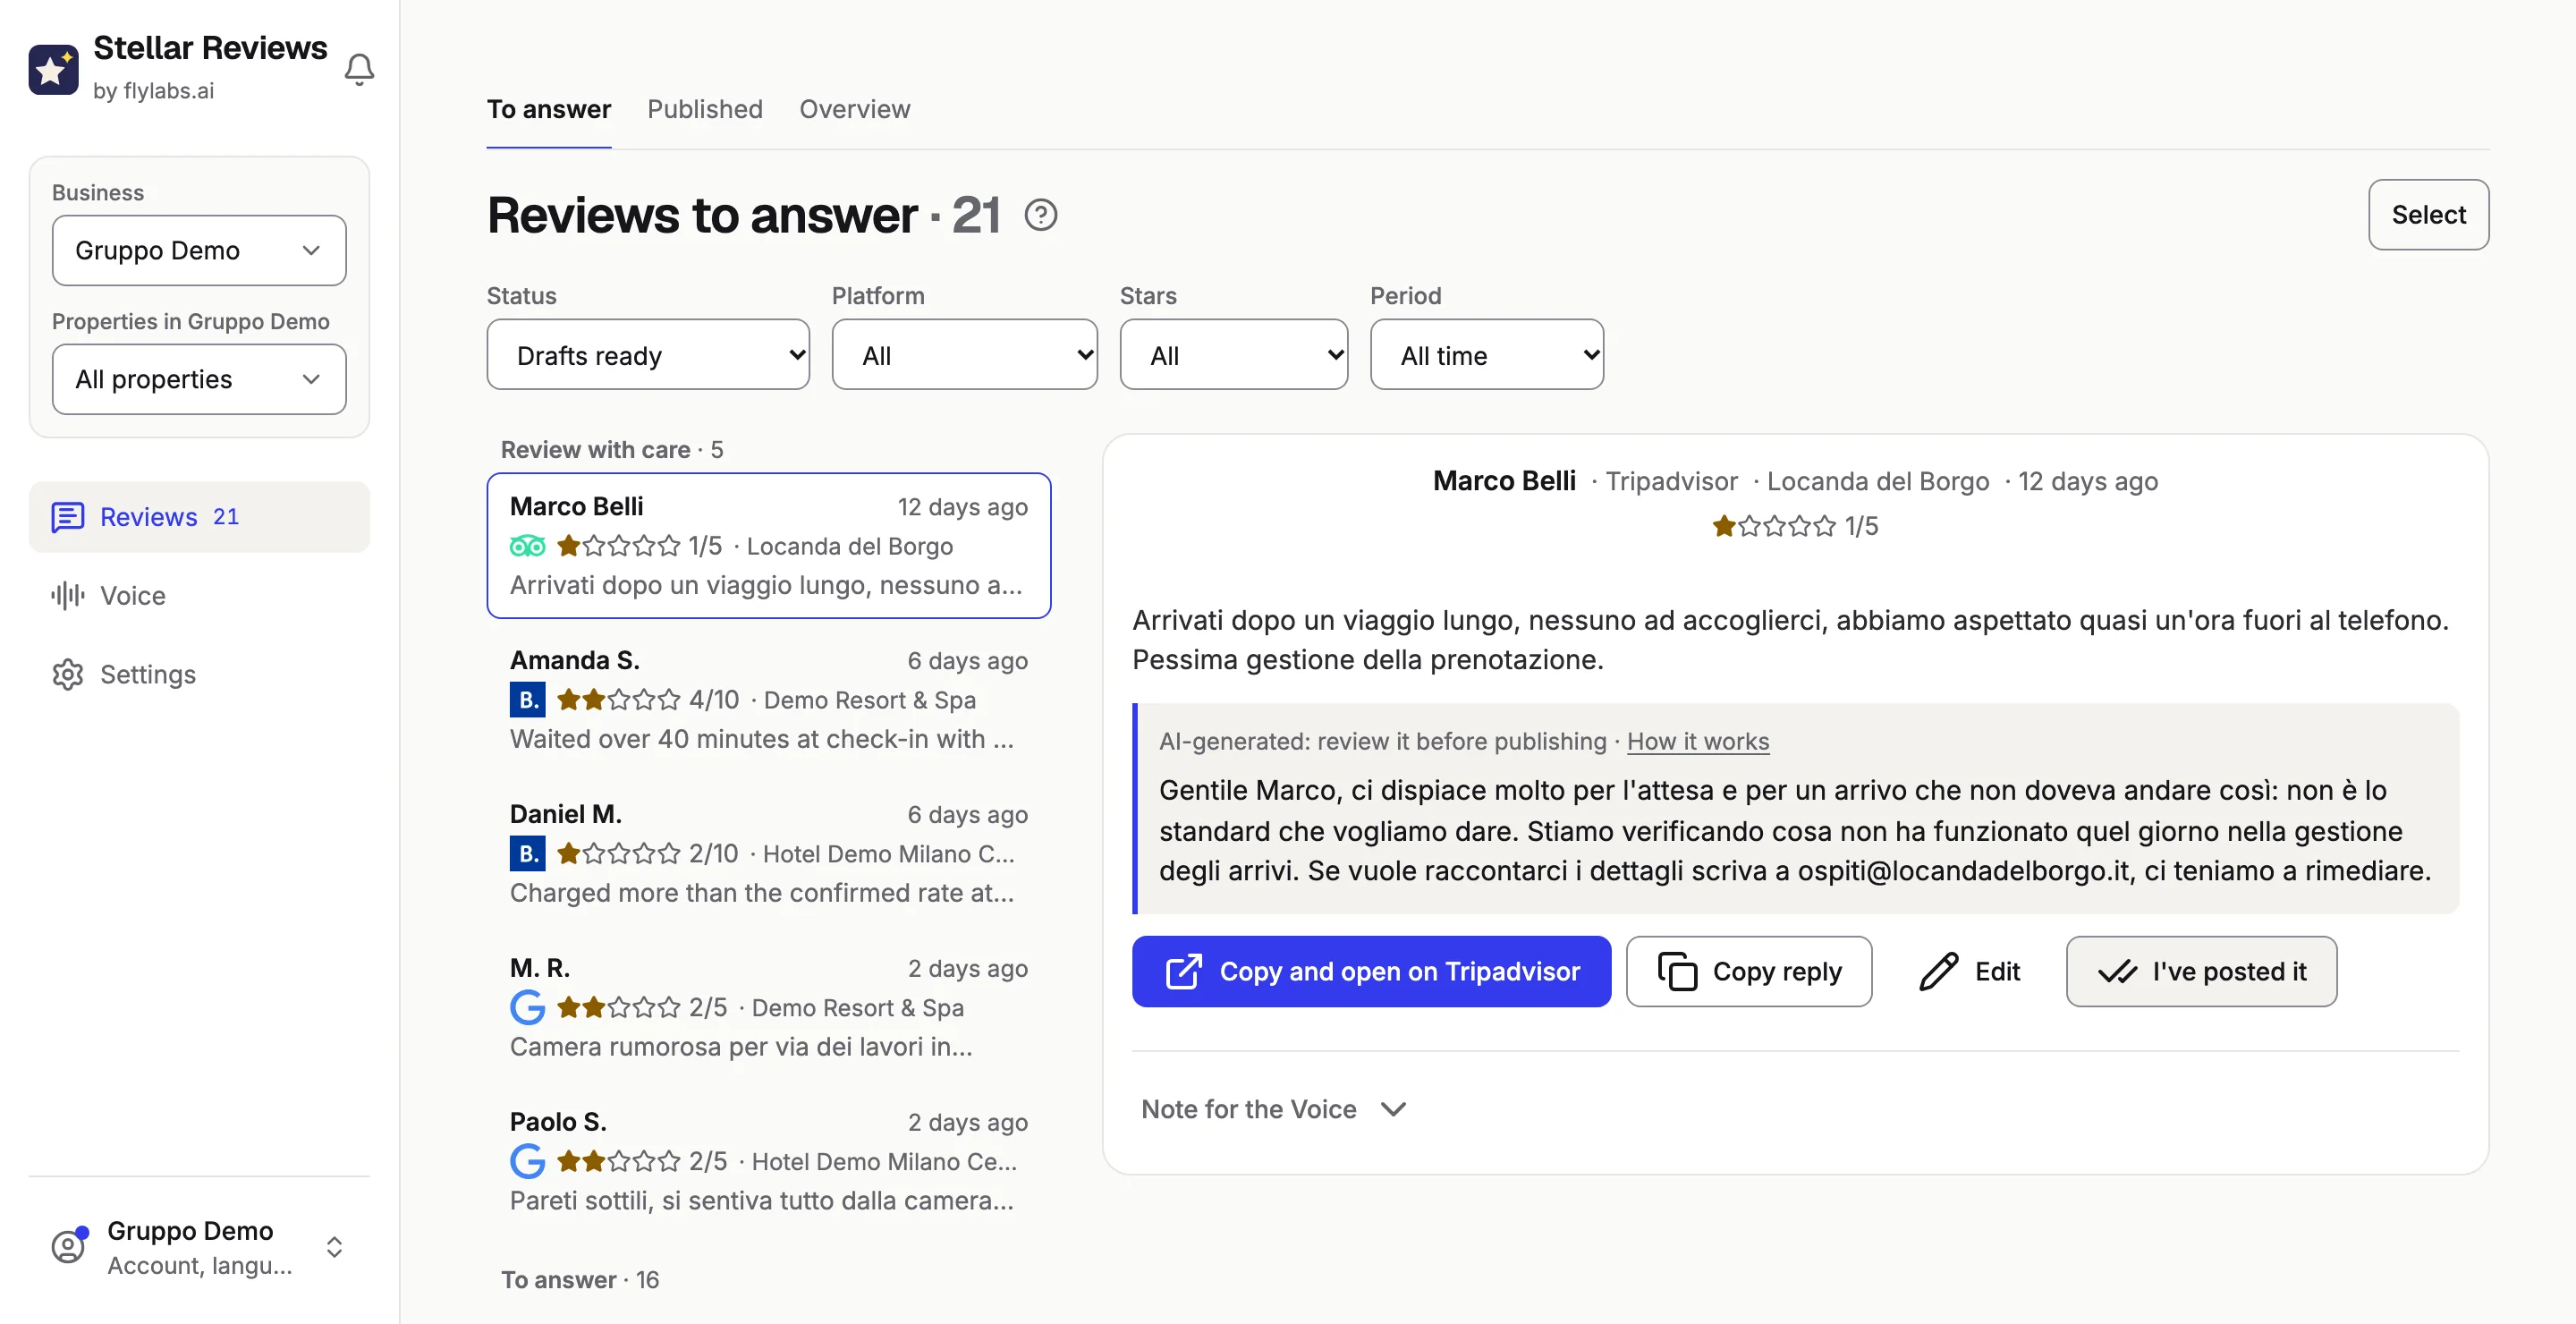 Stellar Reviews
by flylabs.ai
Business
Gruppo Demo
Properties in Gruppo Demo
All properties
Reviews 21
Voice
Settings
Gruppo Demo
Account, langu...
To answer
Published
Overview
Reviews to answer · 21
Select
Status
Platform
Stars
Period
Drafts ready
All
All
All time
Review with care · 5
Marco Belli
12 days ago
1/5 · Locanda del Borgo
Arrivati dopo un viaggio lungo, nessuno a...
Amanda S.
6 days ago
B. 4/10 · Demo Resort & Spa
Waited over 40 minutes at check-in with ...
Daniel M.
6 days ago
B. 2/10 · Hotel Demo Milano C...
Charged more than the confirmed rate at...
M. R.
2 days ago
G 2/5 · Demo Resort & Spa
Camera rumorosa per via dei lavori in...
Paolo S.
2 days ago
G 2/5 · Hotel Demo Milano Ce...
Pareti sottili, si sentiva tutto dalla camera...
To answer · 16
Marco Belli · Tripadvisor · Locanda del Borgo · 12 days ago
1/5
Arrivati dopo un viaggio lungo, nessuno ad accoglierci, abbiamo aspettato quasi un'ora fuori al telefono.
Pessima gestione della prenotazione.
AI-generated: review it before publishing · How it works
Gentile Marco, ci dispiace molto per l'attesa e per un arrivo che non doveva andare così: non è lo
standard che vogliamo dare. Stiamo verificando cosa non ha funzionato quel giorno nella gestione
degli arrivi. Se vuole raccontarci i dettagli scriva a ospiti@locandadelborgo.it, ci teniamo a rimediare.
Copy and open on Tripadvisor
Copy reply
Edit
I've posted it
Note for the Voice